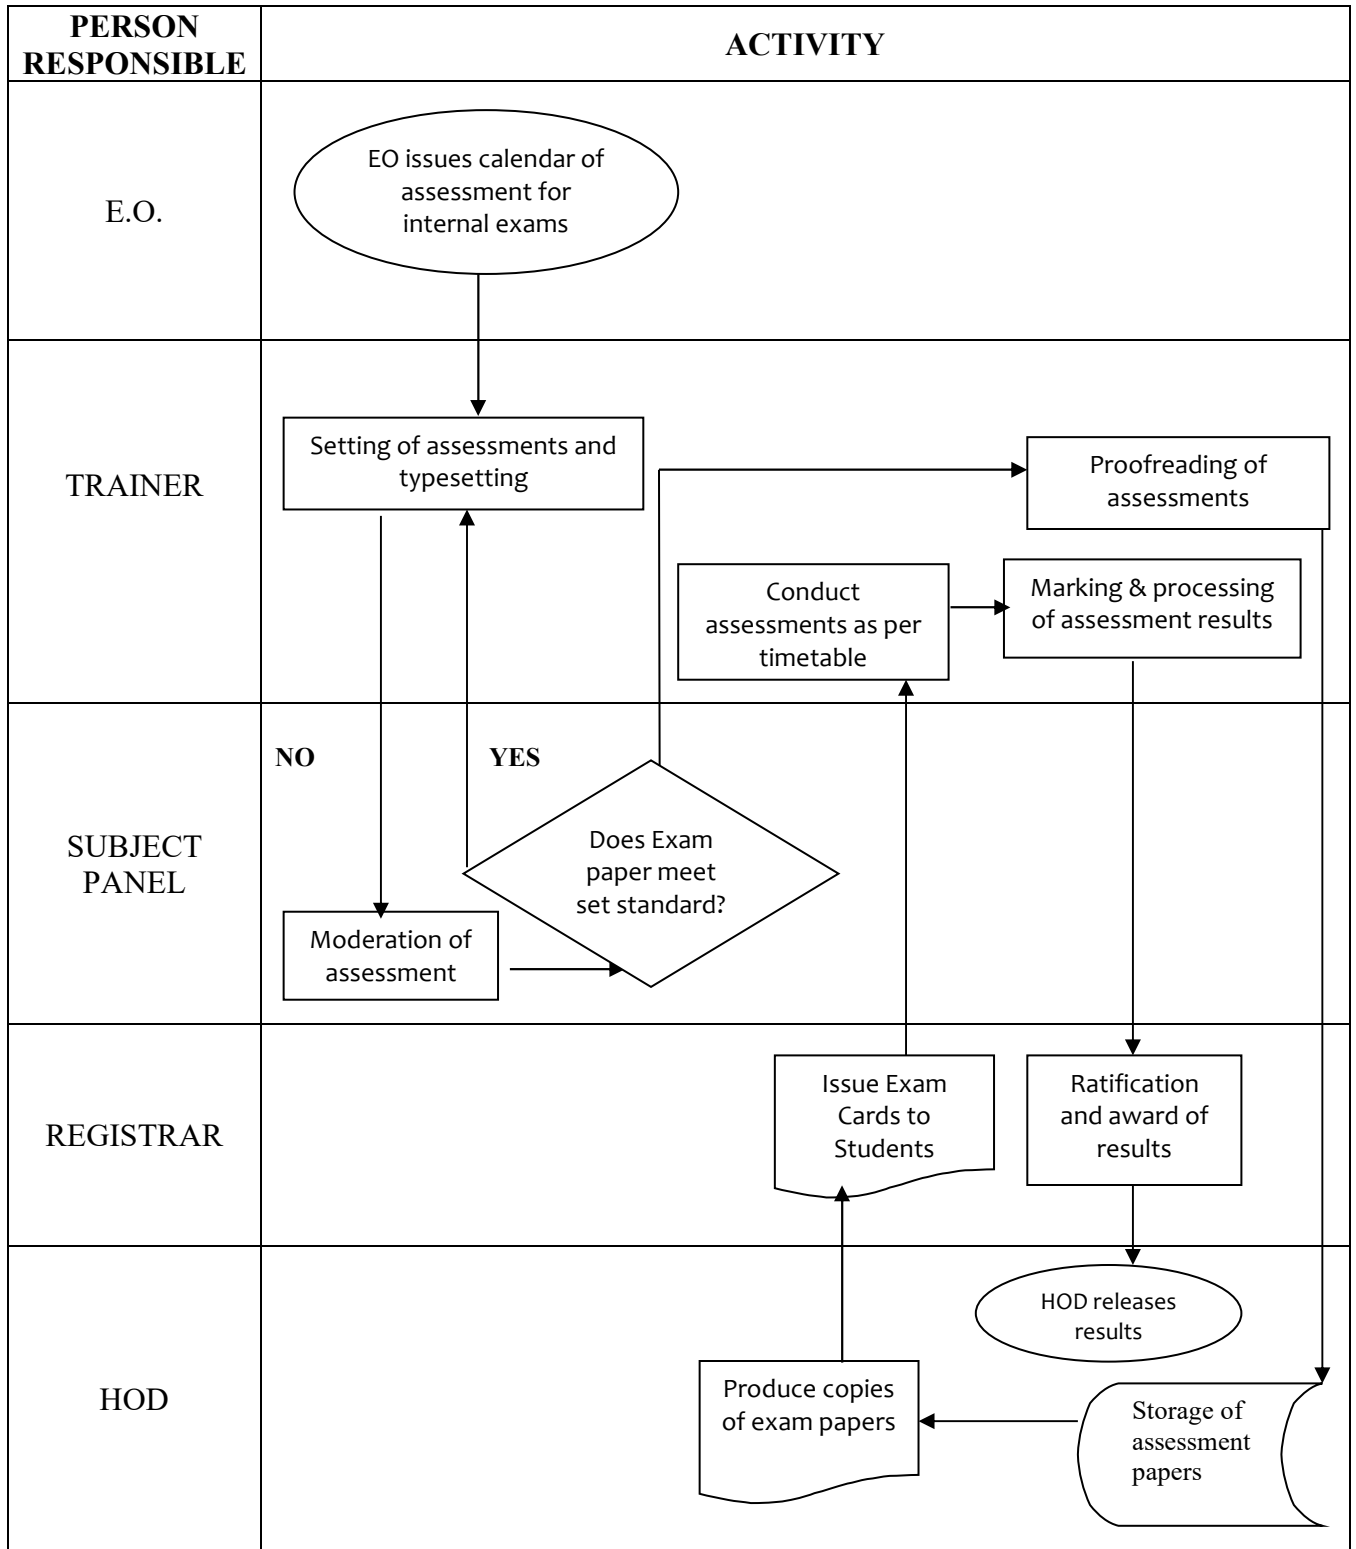 PERSON
RESPONSIBLE
ACTIVITY
E.O.
EO issues calendar of
assessment for
internal exams
TRAINER
Setting of assessments and
typesetting
Proofreading of
assessments
Conduct
assessments as per
timetable
Marking & processing
of assessment results
SUBJECT
PANEL
NO
YES
Does Exam
paper meet
set standard?
Moderation of
assessment
REGISTRAR
Issue Exam
Cards to
Students
Ratification
and award of
results
HOD
HOD releases
results
Produce copies
of exam papers
Storage of
assessment
papers